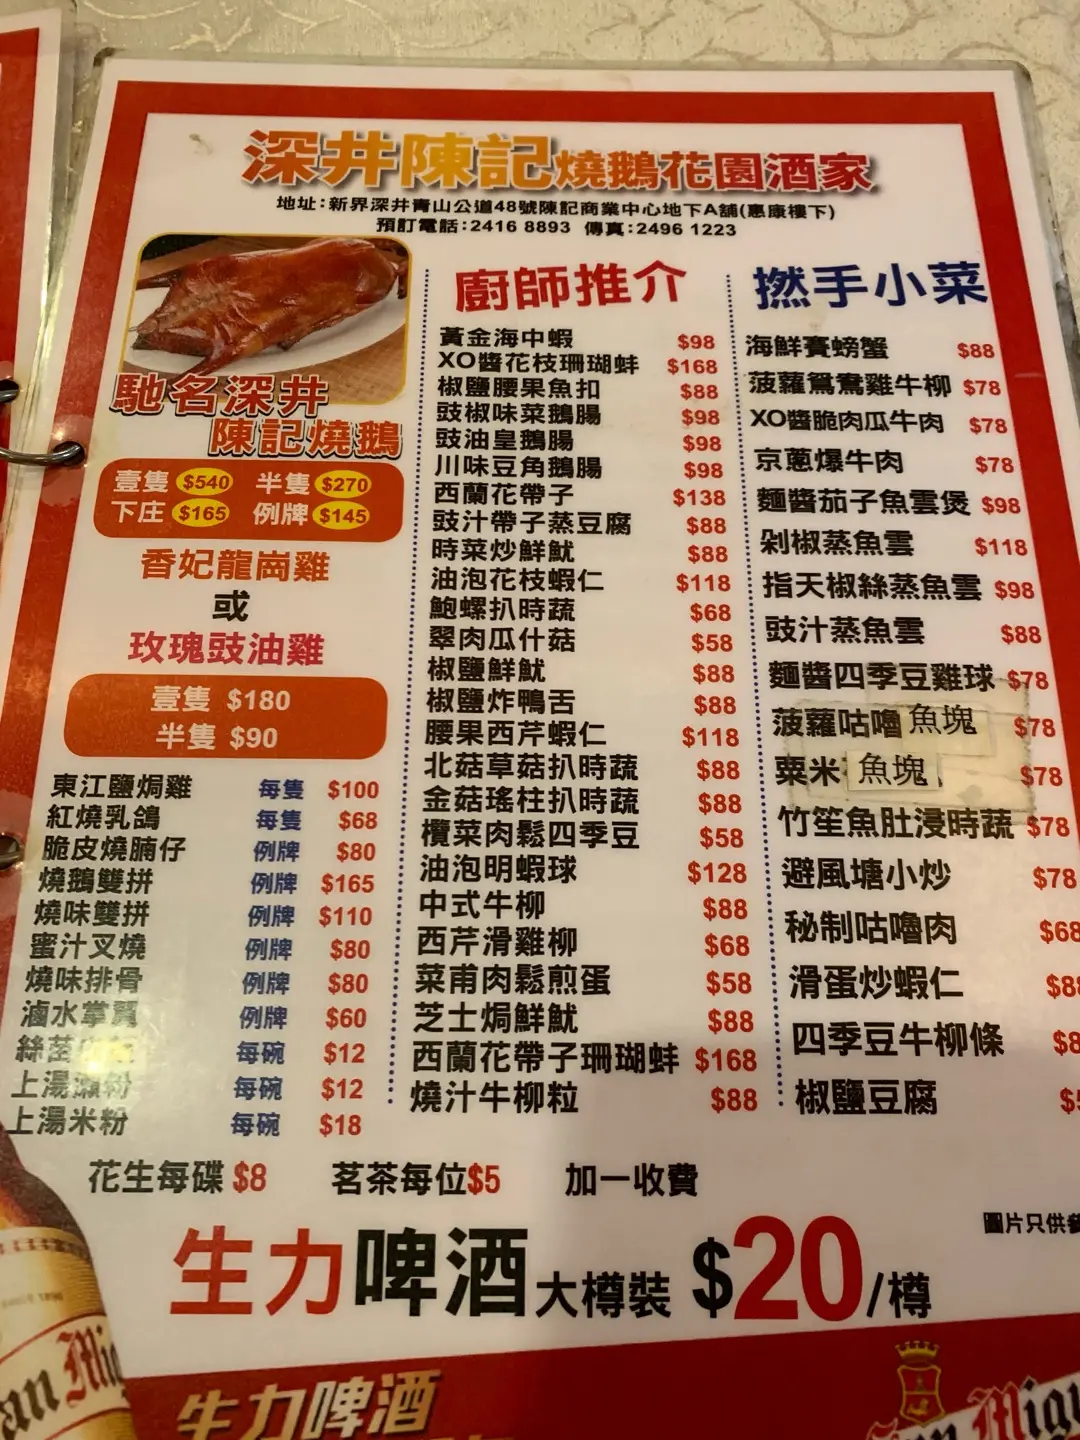 深井陳記燒鵝花園酒家
地址:新界深井青山公道48號陳記商業中心地下A舖(惠康樓下)
預訂電話:2416 8893 傳真:2496 1223
馳名深井
陳記燒鵝
壹隻 $540 半隻 $270
下庄 $165 例牌 $145
香妃龍崗雞
或
玫瑰豉油雞
壹隻 $180
半隻 $90
東江鹽焗雞 每隻 $100
紅燒乳鴿 每隻 $68
脆皮燒腩仔 例牌 $80
燒鵝雙拼 例牌 $165
燒味雙拼 例牌 $110
蜜汁叉燒 例牌 $80
燒味排骨 例牌 $80
滷水掌翼 例牌 $60
每碗 $12
上湯瀨粉 每碗 $12
上湯米粉 每碗 $18
廚師推介
黃金海中蝦 $98
XO醬花枝珊瑚蚌 $168
椒鹽腰果魚扣 $88
豉椒味菜鵝腸 $98
豉油皇鵝腸 $98
川味豆角鵝腸 $98
西蘭花帶子 $138
豉汁帶子蒸豆腐 $88
時菜炒鮮魷 $88
油泡花枝蝦仁 $118
鮑螺扒時蔬 $68
翠肉瓜什菇 $58
椒鹽鮮魷 $88
椒鹽炸鴨舌 $88
腰果西芹蝦仁 $118
北菇草菇扒時蔬 $88
金菇瑤柱扒時蔬 $88
欖菜肉鬆四季豆 $58
油泡明蝦球 $128
中式牛柳 $88
西芹滑雞柳 $68
菜甫肉鬆煎蛋 $58
芝士焗鮮魷 $88
西蘭花帶子珊瑚蚌 $168
燒汁牛柳粒 $88
撚手小菜
海鮮賽螃蟹 $88
菠蘿鴛鴦雞牛柳 $78
XO醬脆肉瓜牛肉 $78
京蔥爆牛肉 $78
麵醬茄子魚雲煲 $98
剁椒蒸魚雲 $118
指天椒絲蒸魚雲 $98
豉汁蒸魚雲 $88
麵醬四季豆雞球 $78
菠蘿咕嚕魚塊 $78
粟米魚塊 $78
竹笙魚肚浸時蔬 $78
避風塘小炒 $78
秘制咕嚕肉 $68
滑蛋炒蝦仁
四季豆牛柳條
椒鹽豆腐
花生每碟 $8 茗茶每位$5 加一收費
圖片只供
生力啤酒 大樽裝 $20/樽
生力啤酒